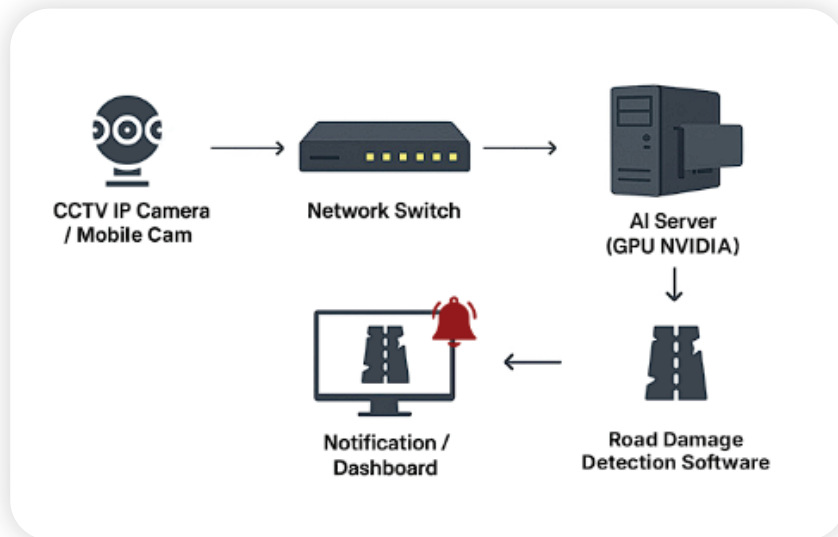 CCTV IP Camera
/ Mobile Cam
Network Switch
AI Server
(GPU NVIDIA)
Notification /
Dashboard
Road Damage
Detection Software